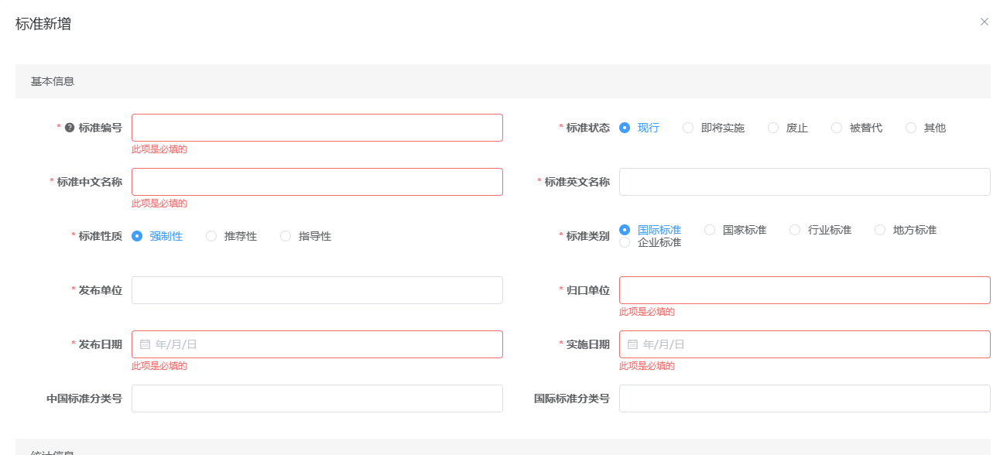 标准新增
基本信息
* 标准编号
此项是必填的
* 标准状态 现行 即将实施 废止 被替代 其他
* 标准中文名称
此项是必填的
* 标准英文名称
* 标准性质 强制性 推荐性 指导性
* 标准类别 国际标准 国家标准 行业标准 地方标准
企业标准
* 发布单位
* 归口单位
此项是必填的
* 发布日期 年/月/日
此项是必填的
* 实施日期 年/月/日
此项是必填的
中国标准分类号
国际标准分类号
统计信息